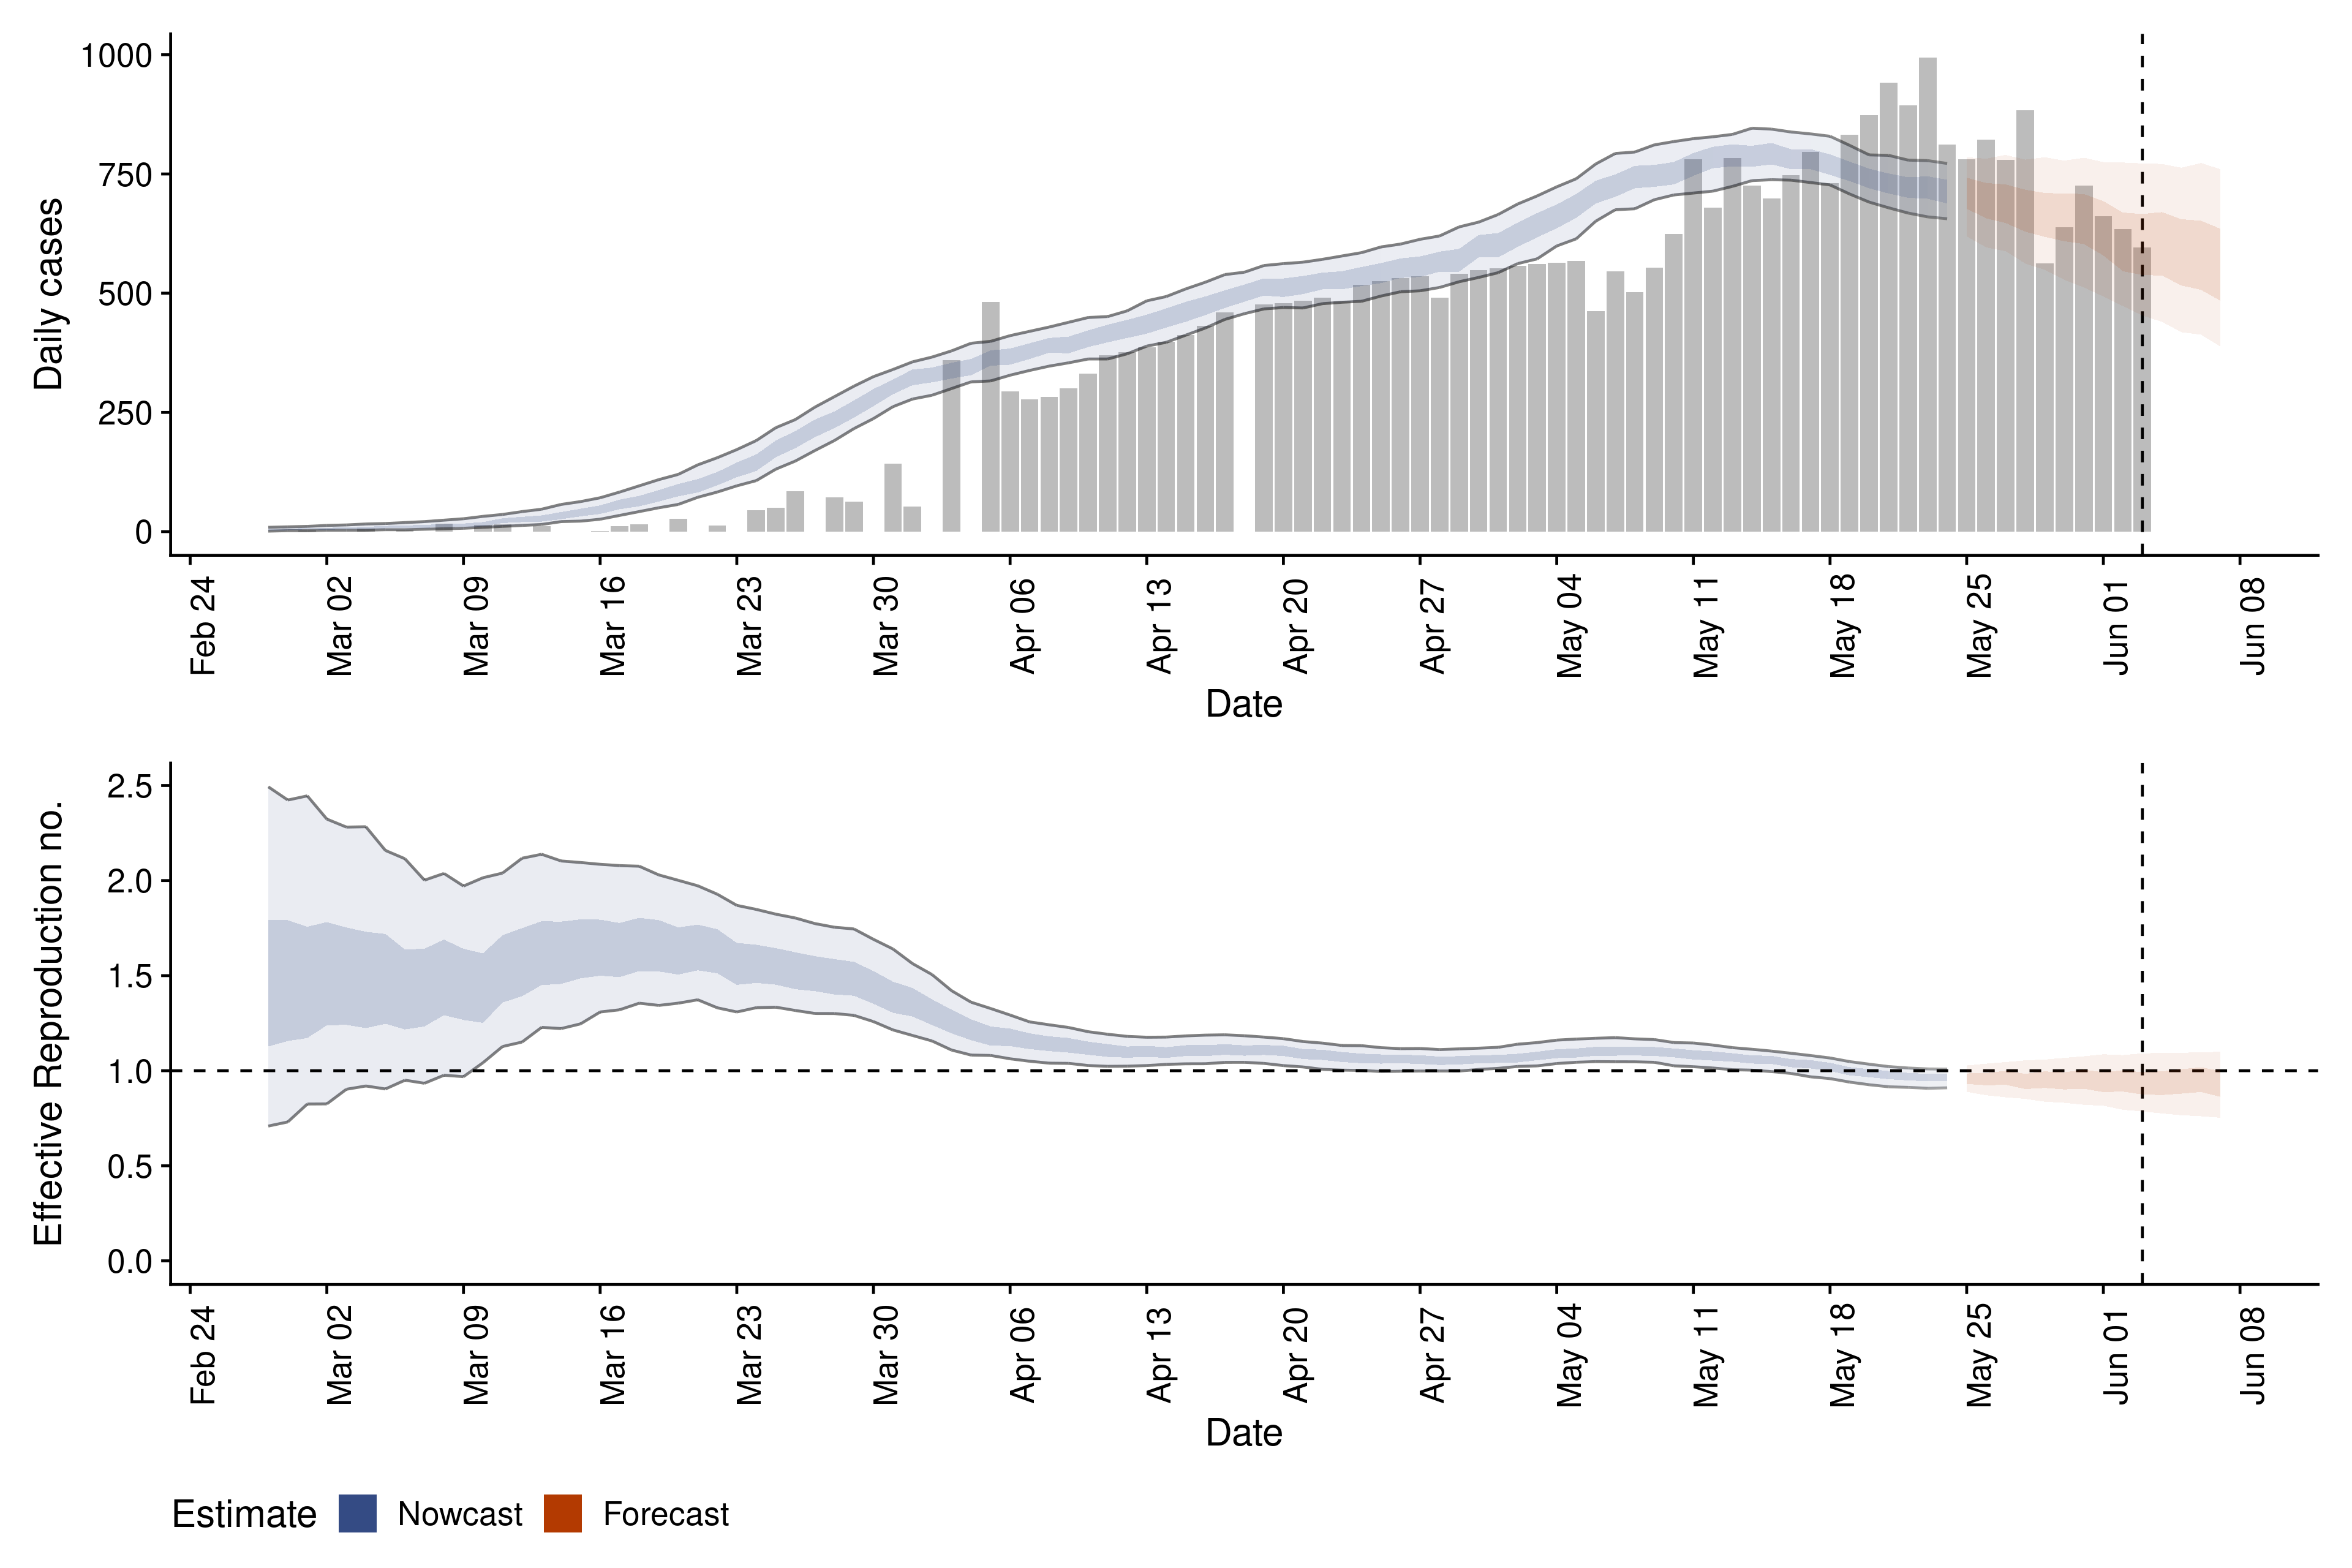 1000
750
500
250
0
Daily cases
Feb 24
Mar 02
Mar 09
Mar 16
Mar 23
Mar 30
Apr 06
Apr 13
Apr 20
Apr 27
May 04
May 11
May 18
May 25
Jun 01
Jun 08
Date
2.5
2.0
1.5
1.0
0.5
0.0
Effective Reproduction no.
Feb 24
Mar 02
Mar 09
Mar 16
Mar 23
Mar 30
Apr 06
Apr 13
Apr 20
Apr 27
May 04
May 11
May 18
May 25
Jun 01
Jun 08
Date
Estimate Nowcast Forecast